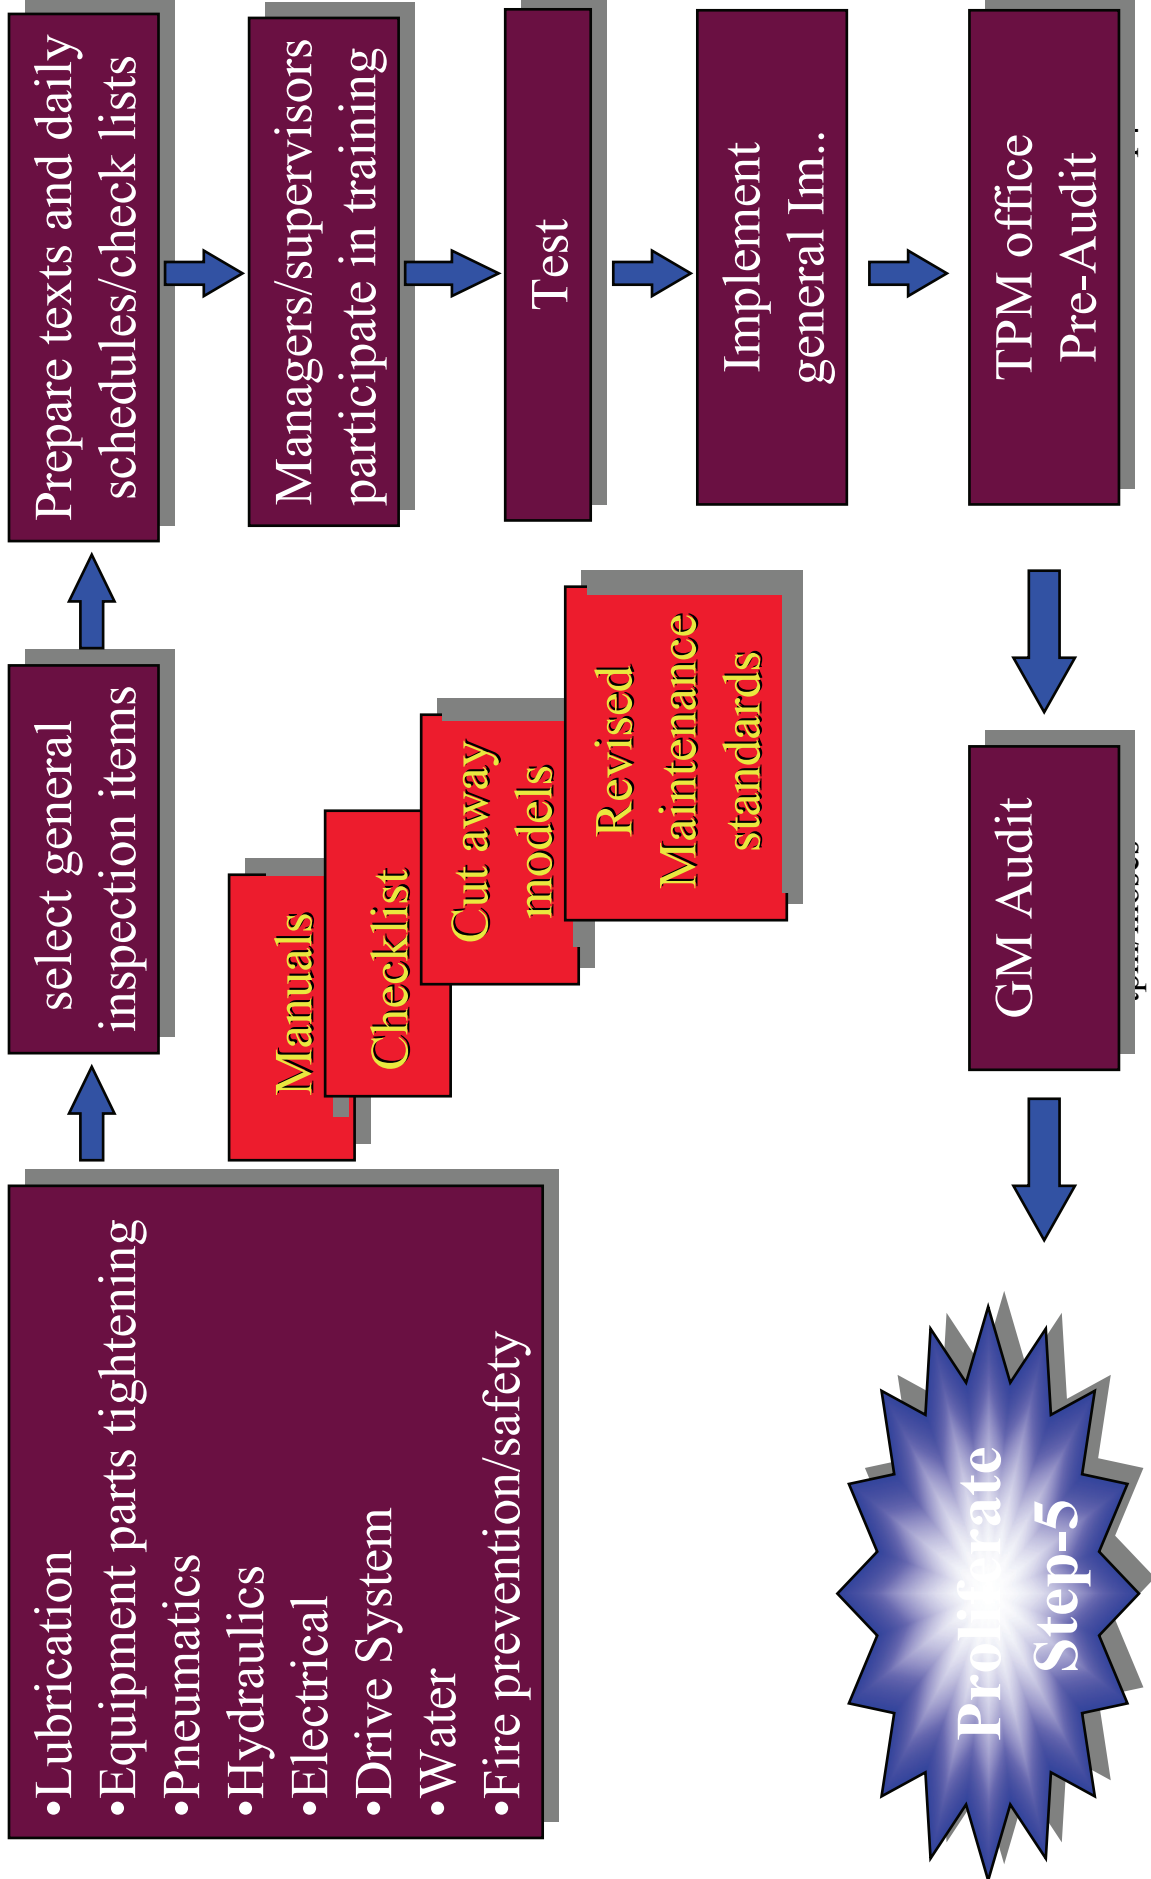 •Lubrication
•Equipment parts tightening
•Pneumatics
•Hydraulics
•Electrical
•Drive System
•Water
•Fire prevention/safety
select general
inspection items
Prepare texts and daily
schedules/check lists
Managers/supervisors
participate in training
Test
Implement
general Im..
TPM office
Pre-Audit
Manuals
Checklist
Cut away
models
Revised
Maintenance
standards
GM Audit
Proliferate
Step-5